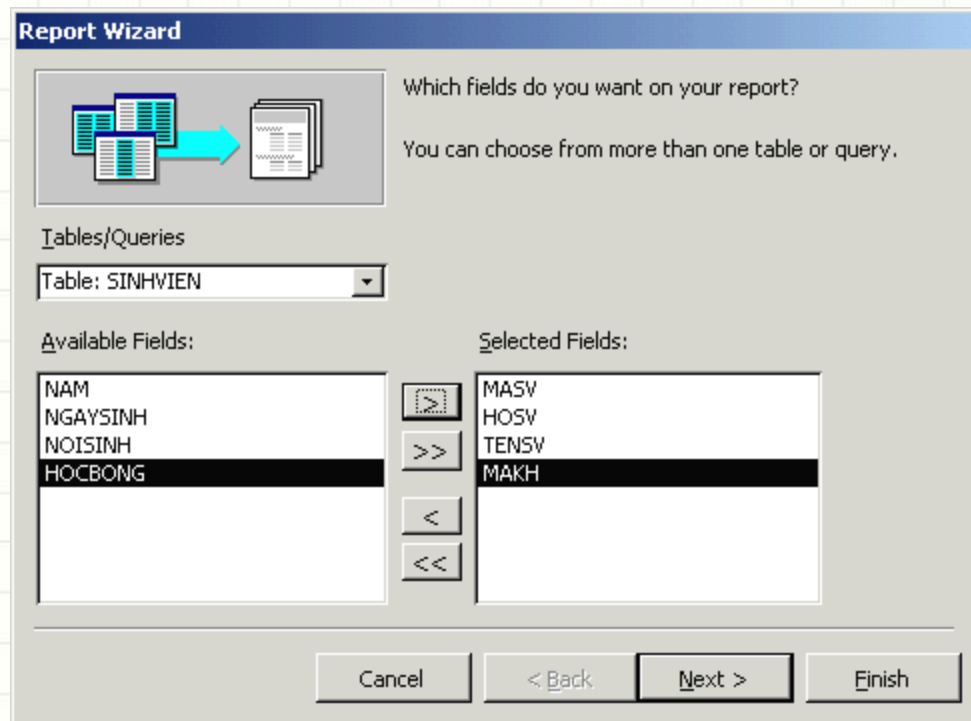 Report Wizard
Which fields do you want on your report?
You can choose from more than one table or query.
Tables/Queries
Table: SINHVIEN
Available Fields:
NAM
NGAYSINH
NOISINH
HOCBONG
>
>>
<
<<
Selected Fields:
MASV
HOSV
TENSV
MAKH
Cancel
< Back
Next >
Finish